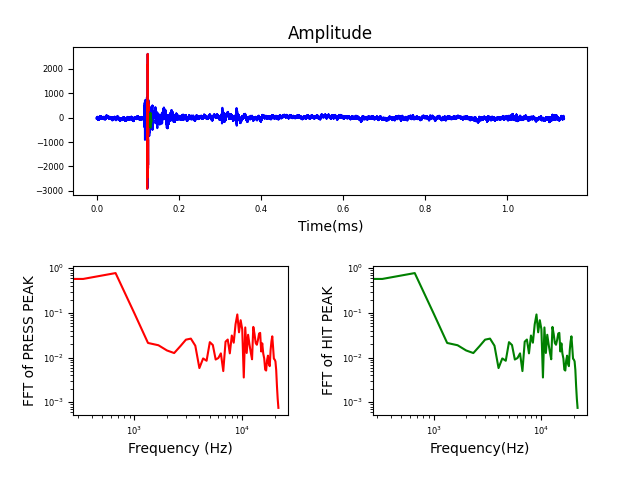 Amplitude
2000
1000
0
−1000
−2000
−3000
0.0 0.2 0.4 0.6 0.8 1.0
Time(ms)
FFT of PRESS PEAK
10⁰
10⁻¹
10⁻²
10⁻³
10³ 10⁴
Frequency (Hz)
FFT of HIT PEAK
10⁰
10⁻¹
10⁻²
10⁻³
10³ 10⁴
Frequency(Hz)